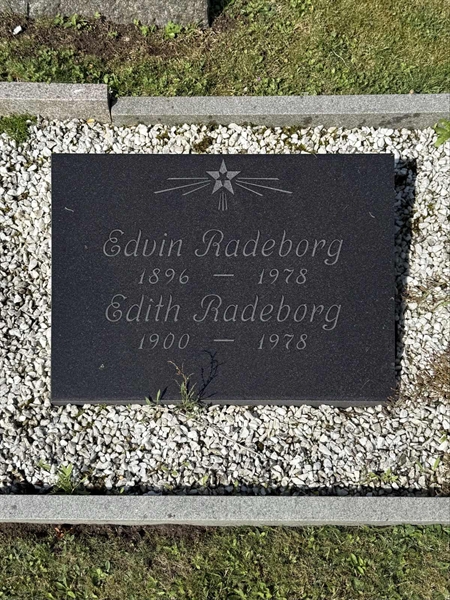 Edvin Radeborg
1896 — 1978
Edith Radeborg
1900 — 1978